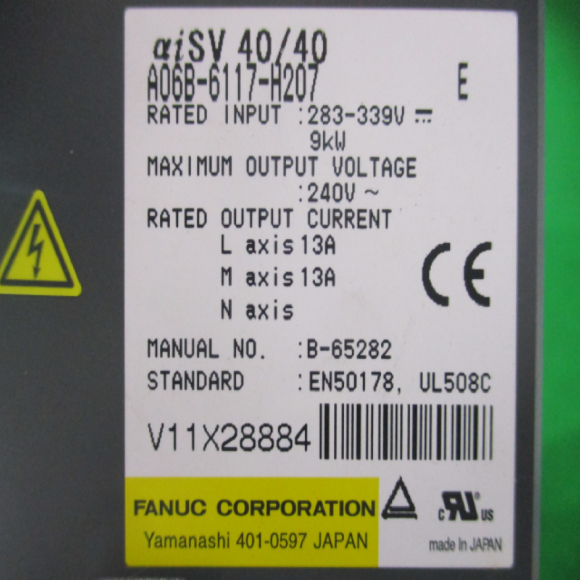 αiSV 40/40
A06B-6117-H207 E
RATED INPUT :283-339V ⎓
9kW
MAXIMUM OUTPUT VOLTAGE
:240V ~
RATED OUTPUT CURRENT
L axis 13A
M axis 13A
N axis
MANUAL NO. :B-65282
STANDARD :EN50178, UL508C
V11X28884
FANUC CORPORATION
Yamanashi 401-0597 JAPAN
CE
c RU us
made in JAPAN